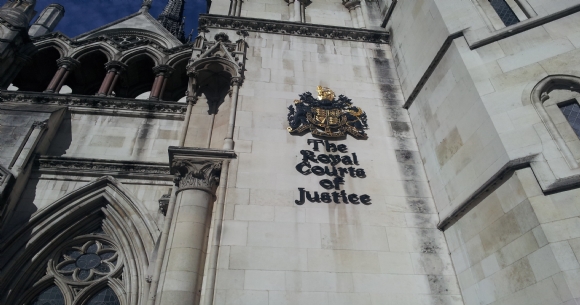 The
Royal
Courts
of
Justice